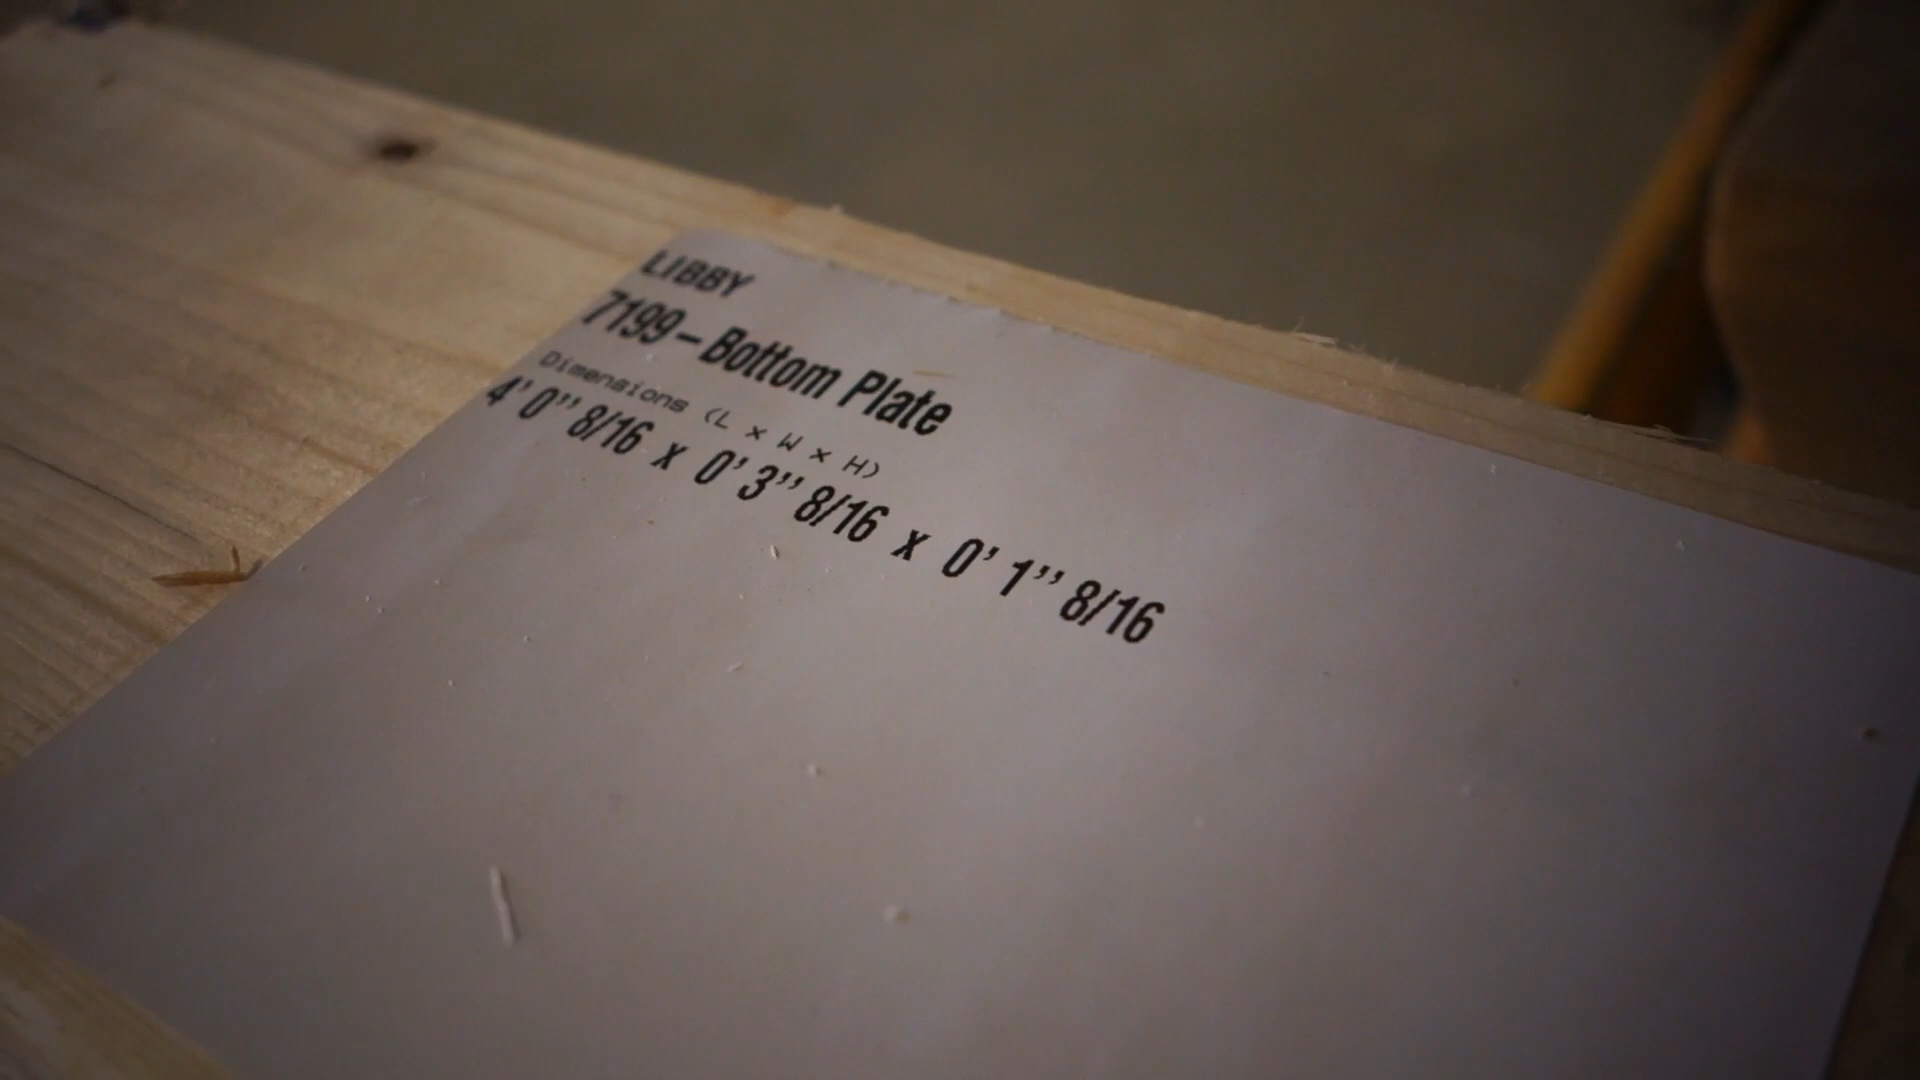 LIBBY
7199 – Bottom Plate
Dimensions (L x W x H)
4' 0'' 8/16 x 0' 3'' 8/16 x 0' 1'' 8/16